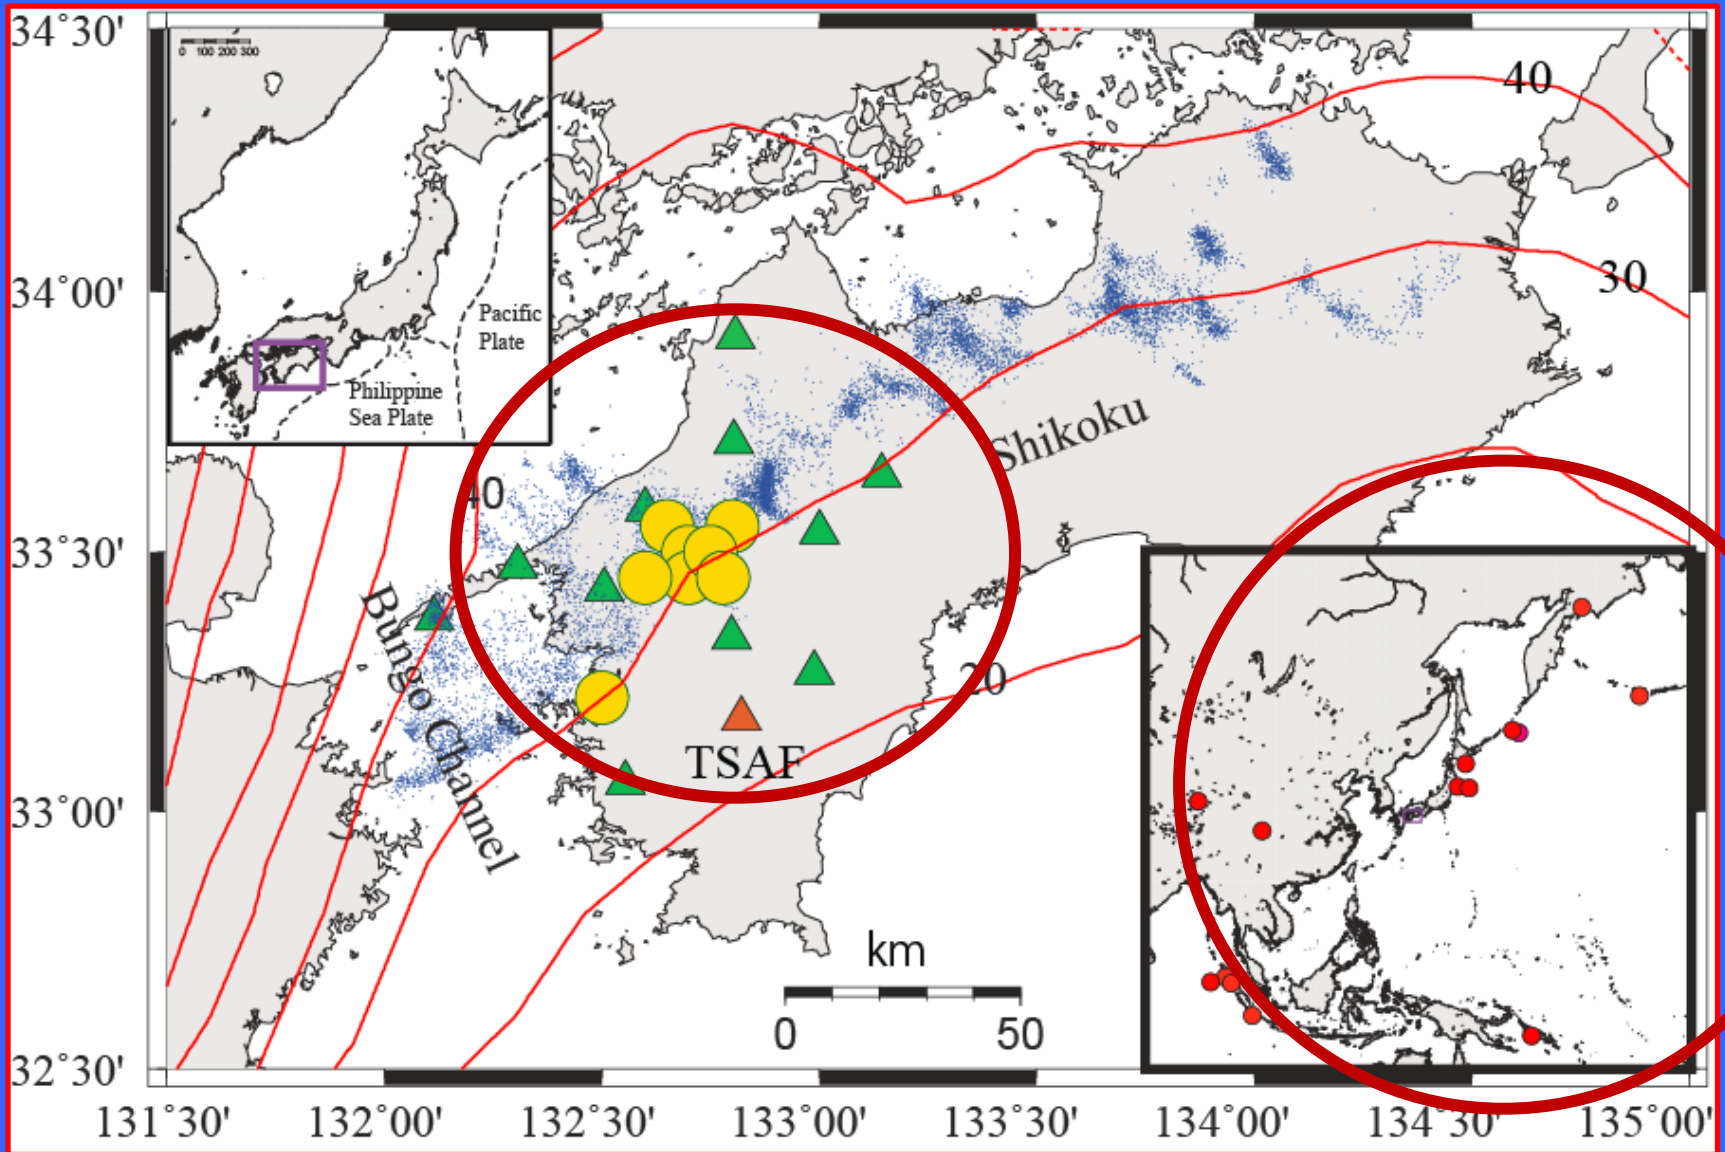 34°30'
34°00'
33°30'
33°00'
32°30'
0 100 200 300
Pacific
Plate
Philippine
Sea Plate
40
30
Shikoku
40
20
Bungo Channel
TSAF
km
0 50
131°30' 132°00' 132°30' 133°00' 133°30' 134°00' 134°30' 135°00'